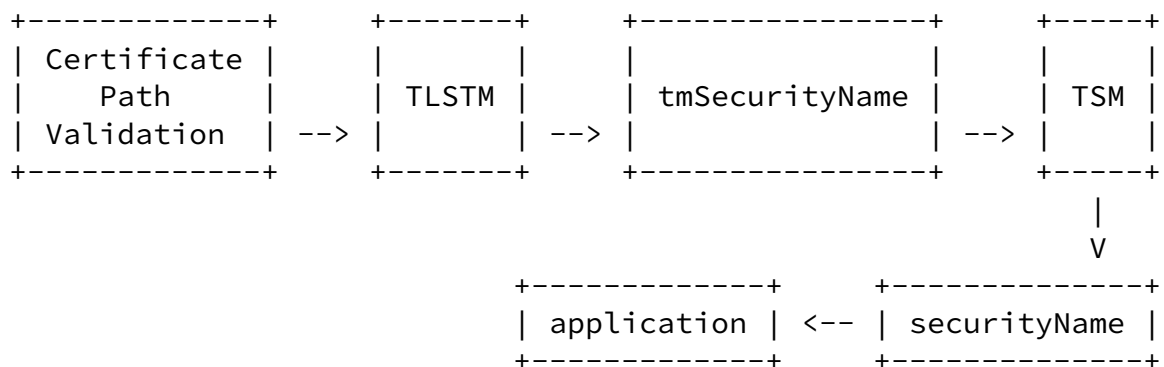 +-------------+     +-------+     +----------------+     +-----+
| Certificate |     |       |     |                |     |     |
|    Path     |     | TLSTM |     | tmSecurityName |     | TSM |
| Validation  | --> |       | --> |                | --> |     |
+-------------+     +-------+     +----------------+     +-----+
                                                            |
                                                            V
                            +-------------+     +--------------+
                            | application | <-- | securityName |
                            +-------------+     +--------------+